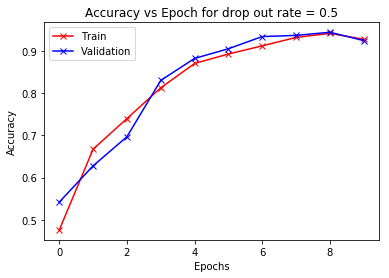 Accuracy vs Epoch for drop out rate = 0.5
Train
Validation
0.9
0.8
0.7
0.6
0.5
Accuracy
0 2 4 6 8
Epochs